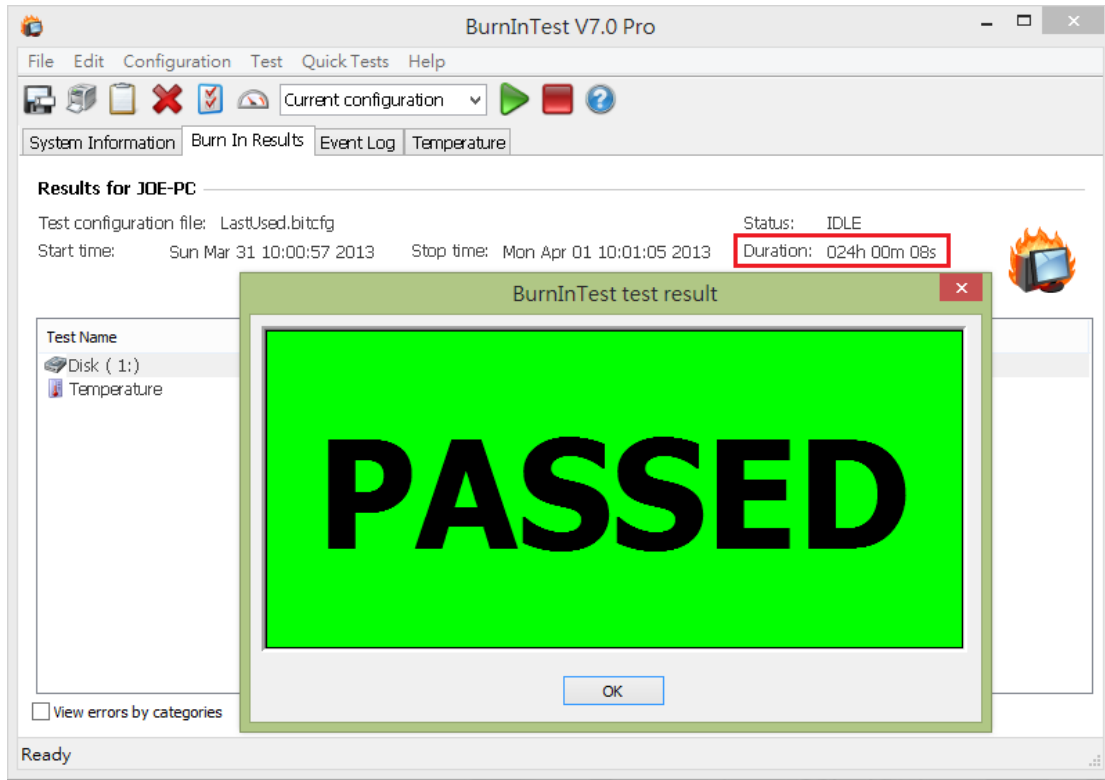 BurnInTest V7.0 Pro
File Edit Configuration Test Quick Tests Help
Current configuration
System Information Burn In Results Event Log Temperature
Results for JOE-PC
Test configuration file: LastUsed.bitcfg Status: IDLE
Start time: Sun Mar 31 10:00:57 2013 Stop time: Mon Apr 01 10:01:05 2013 Duration: 024h 00m 08s
BurnInTest test result
Test Name
Disk ( 1:)
Temperature
PASSED
OK
View errors by categories
Ready